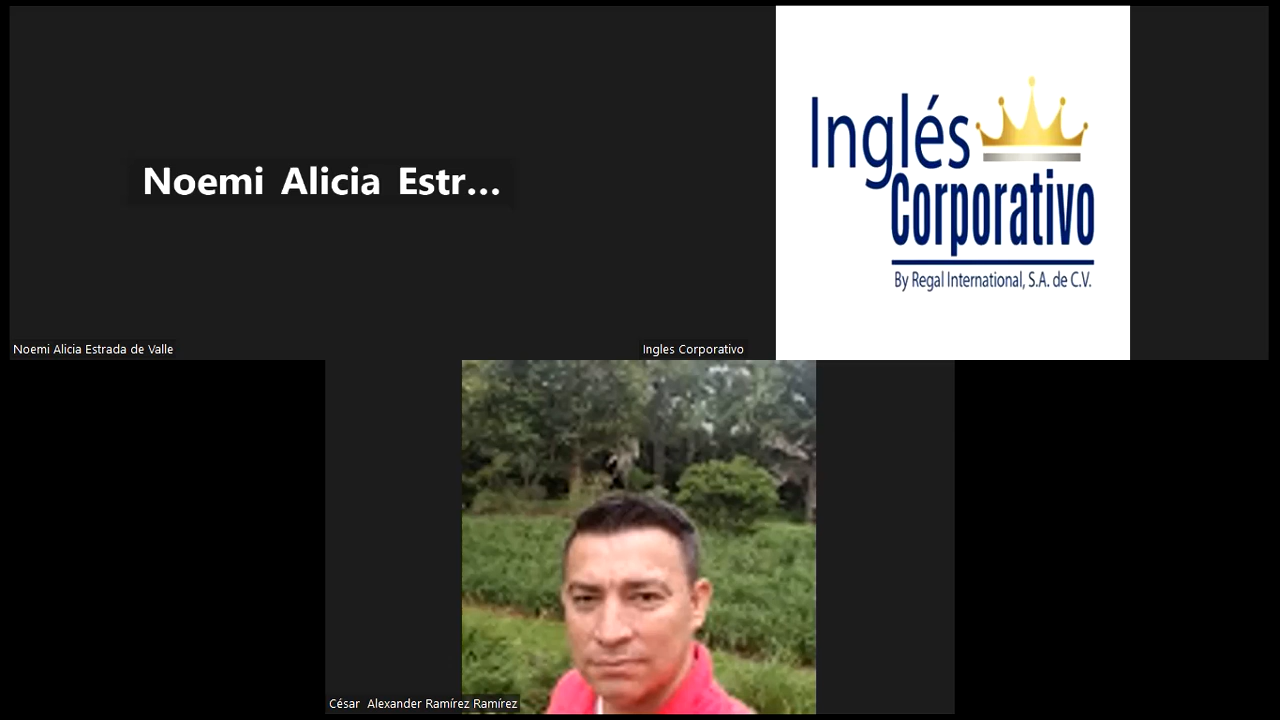 Noemi Alicia Estr...
Noemi Alicia Estrada de Valle
Inglés
Corporativo
By Regal International, S.A. de C.V.
Ingles Corporativo
César Alexander Ramírez Ramírez